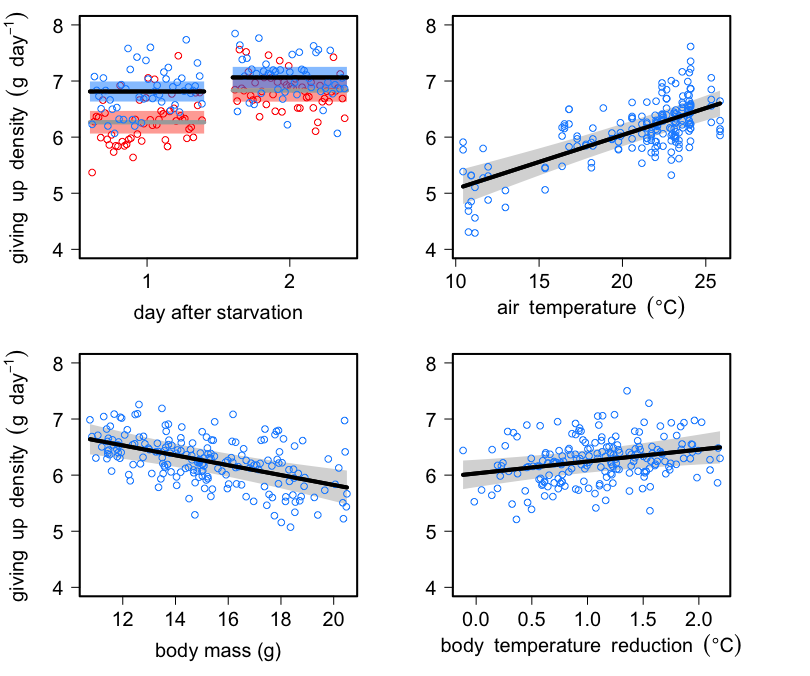 giving up density ( g day⁻¹)
8
7
6
5
4
1 2
day after starvation
8
7
6
5
4
10 15 20 25
air temperature (°C)
giving up density ( g day⁻¹)
8
7
6
5
4
12 14 16 18 20
body mass (g)
8
7
6
5
4
0.0 0.5 1.0 1.5 2.0
body temperature reduction (°C)